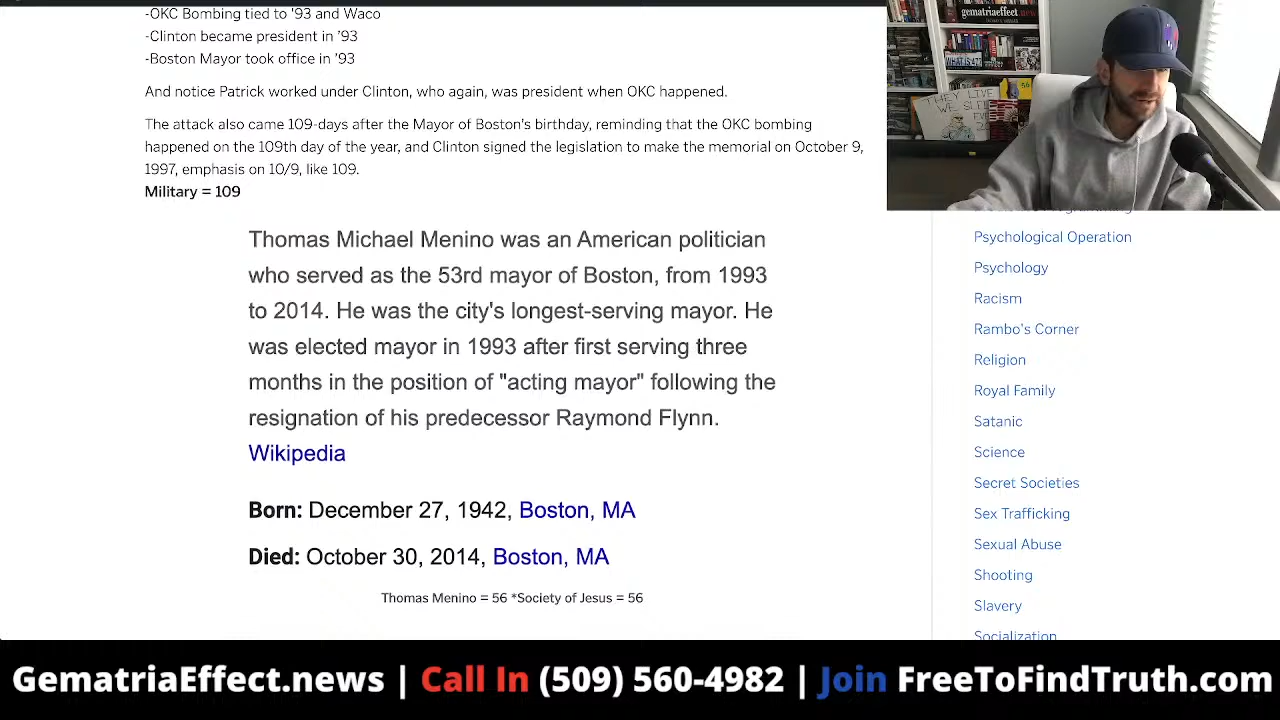 -OKC Bombing tied to '93 and Waco
-Clinton became president in '93
-Boston Mayor in office in '93
And note, Patrick worked under Clinton, who again, was president when OKC happened.
The attack also came 109 days after the Mayor of Boston's birthday, reminding that the OKC bombing
happened on the 109th day of the year, and Clinton signed the legislation to make the memorial on October 9,
1997, emphasis on 10/9, like 109.
Military = 109
Thomas Michael Menino was an American politician
who served as the 53rd mayor of Boston, from 1993
to 2014. He was the city's longest-serving mayor. He
was elected mayor in 1993 after first serving three
months in the position of "acting mayor" following the
resignation of his predecessor Raymond Flynn.
Wikipedia
Born: December 27, 1942, Boston, MA
Died: October 30, 2014, Boston, MA
Thomas Menino = 56 *Society of Jesus = 56
gematriaeffect.news
THEY LIVE
WE SLEEP
Psychological Operation
Psychology
Racism
Rambo's Corner
Religion
Royal Family
Satanic
Science
Secret Societies
Sex Trafficking
Sexual Abuse
Shooting
Slavery
Socialization
GematriaEffect.news | Call In (509) 560-4982 | Join FreeToFindTruth.com